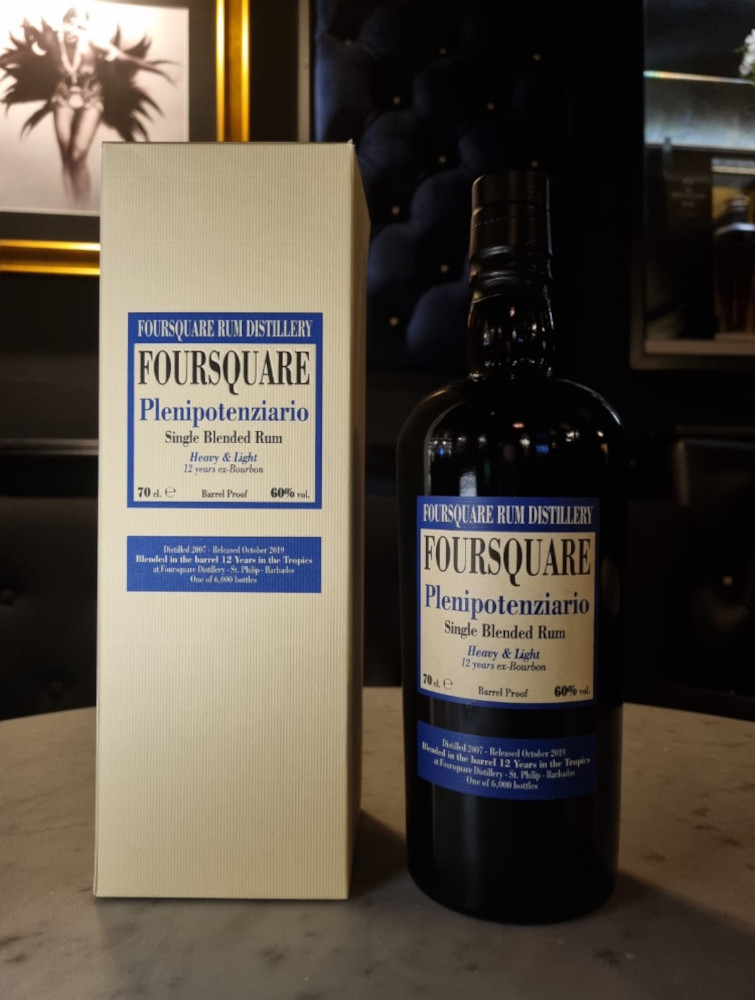 FOURSQUARE RUM DISTILLERY
FOURSQUARE
Plenipotenziario
Single Blended Rum
Heavy & Light
12 years ex-Bourbon
70 cl. ℮ Barrel Proof 60% vol.
Distilled 2007 - Released October 2019
Blended in the barrel 12 Years in the Tropics
at Foursquare Distillery - St. Philip - Barbados
One of 6,000 bottles
FOURSQUARE RUM DISTILLERY
FOURSQUARE
Plenipotenziario
Single Blended Rum
Heavy & Light
12 years ex-Bourbon
70 cl. ℮ Barrel Proof 60% vol.
Distilled 2007 - Released October 2019
Blended in the barrel 12 Years in the Tropics
at Foursquare Distillery - St. Philip - Barbados
One of 6,000 bottles